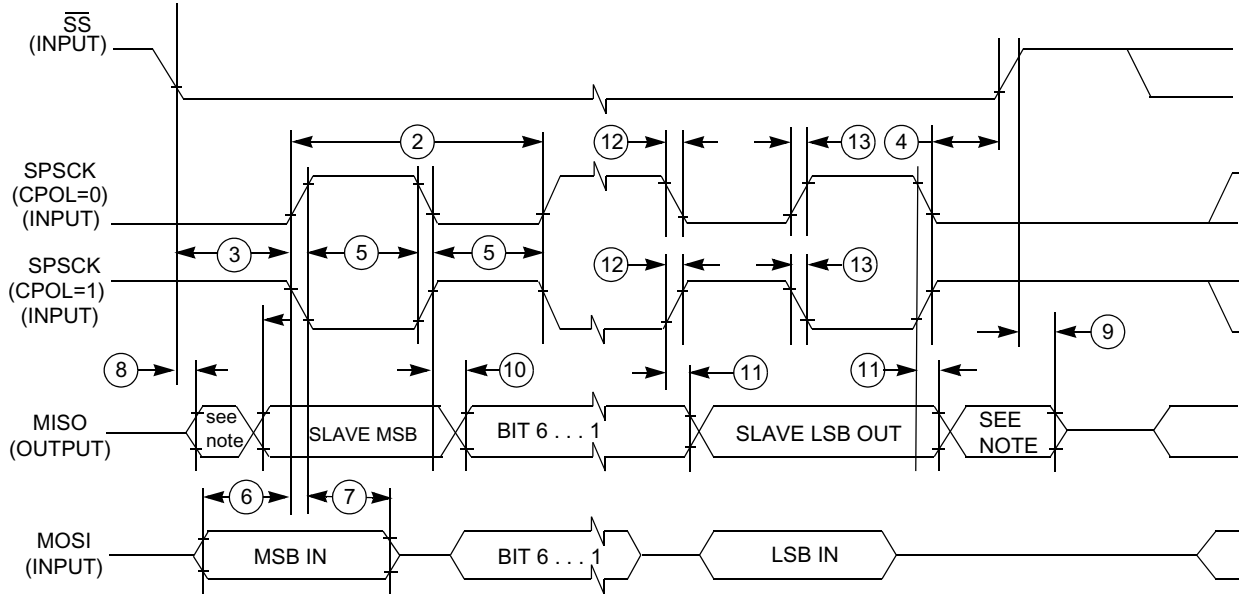 SS
(INPUT)
2
12
13
4
SPSCK
(CPOL=0)
(INPUT)
3
5
5
SPSCK
(CPOL=1)
(INPUT)
12
13
8
10
11
11
9
MISO
(OUTPUT)
see
note
SLAVE MSB
BIT 6 . . . 1
SLAVE LSB OUT
SEE
NOTE
6
7
MOSI
(INPUT)
MSB IN
BIT 6 . . . 1
LSB IN